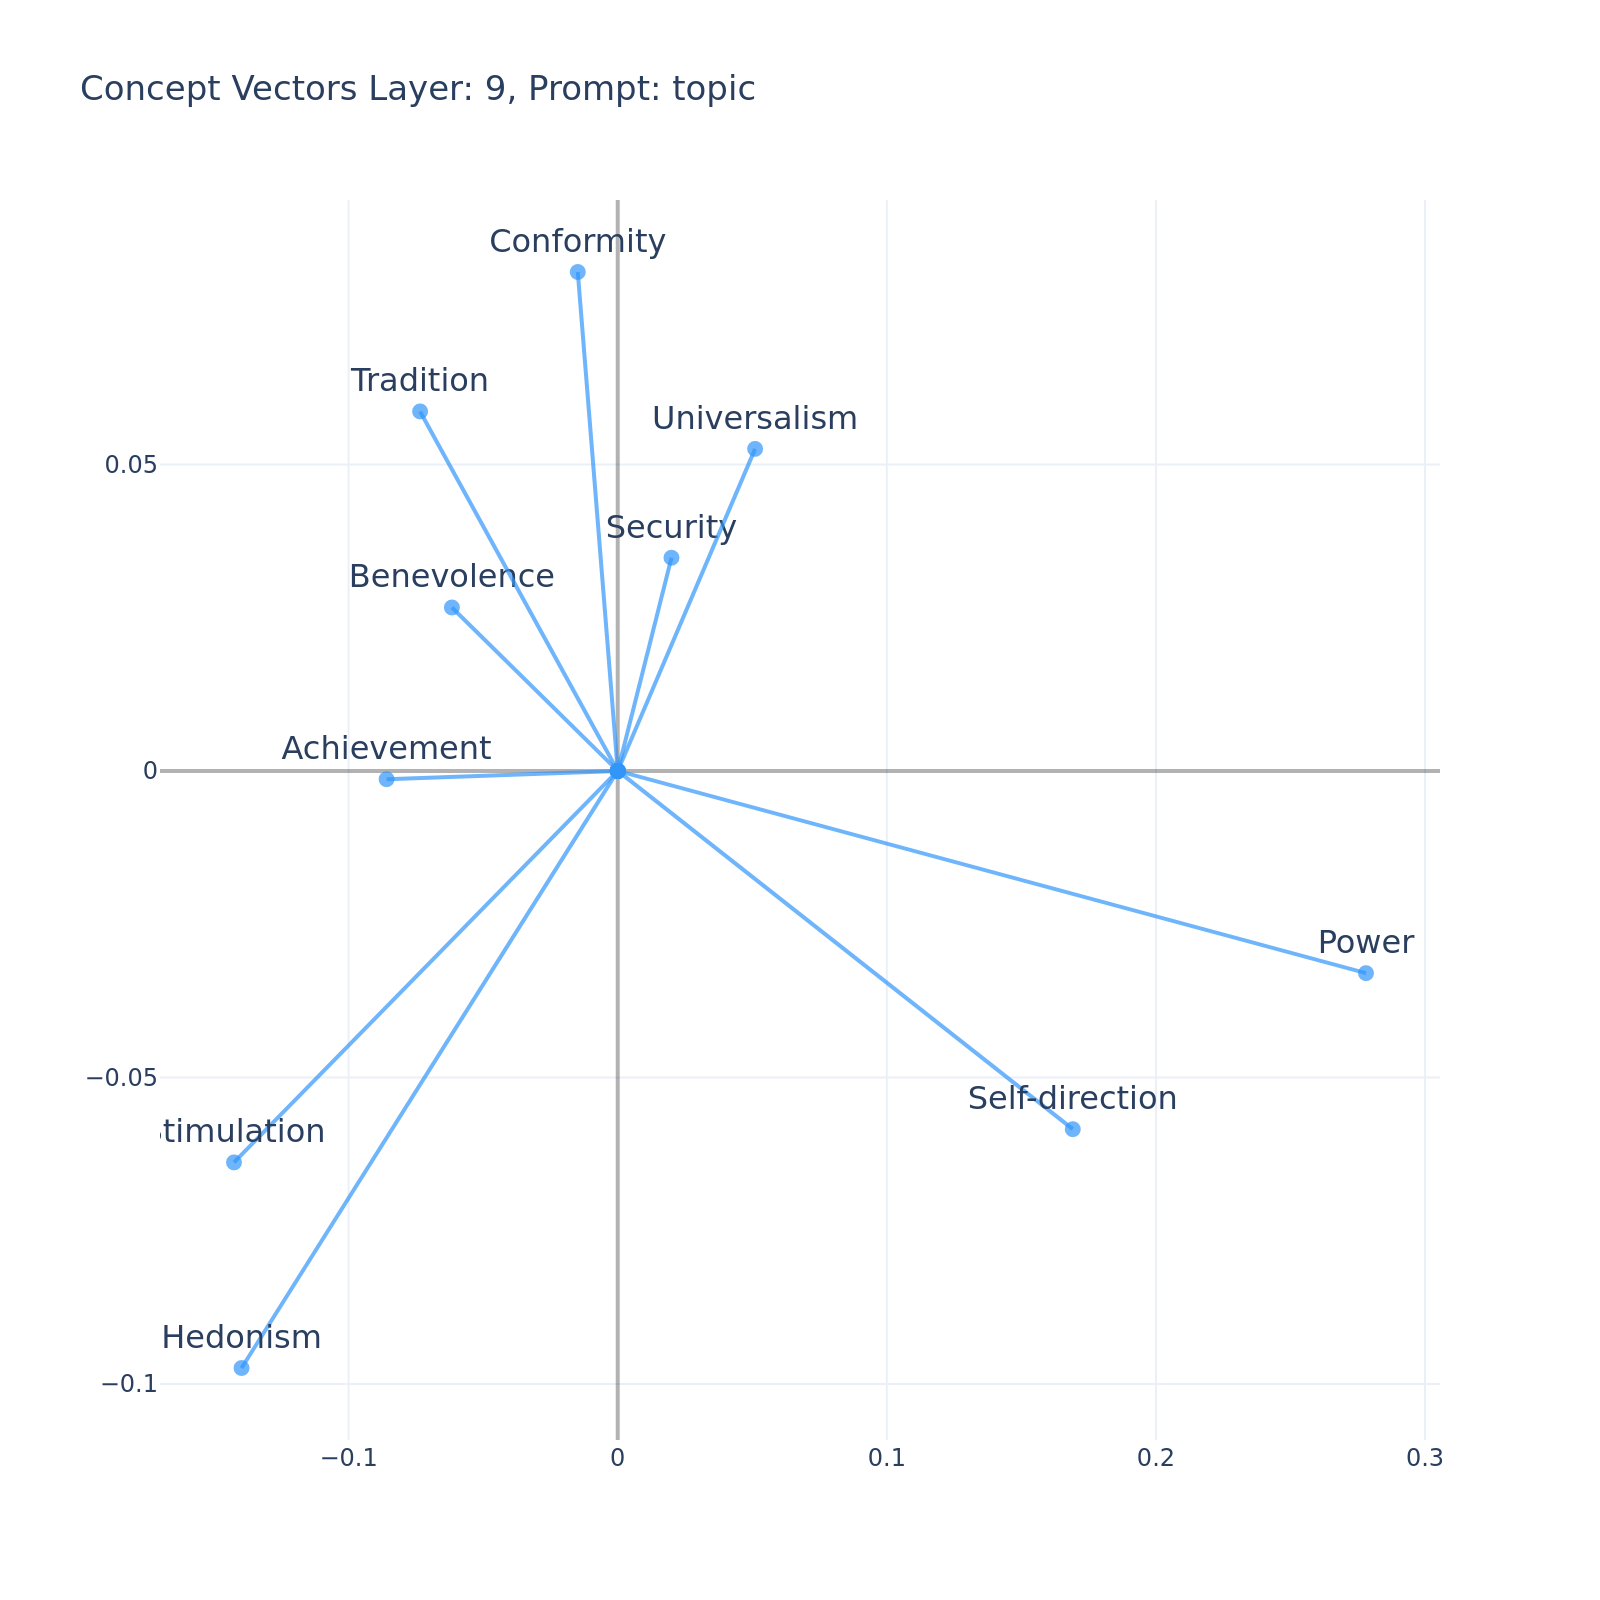 Concept Vectors Layer: 9, Prompt: topic
Conformity
Tradition
Universalism
0.05
Security
Benevolence
Achievement
0
Power
−0.05
Self-direction
timulation
Hedonism
−0.1
−0.1
0
0.1
0.2
0.3